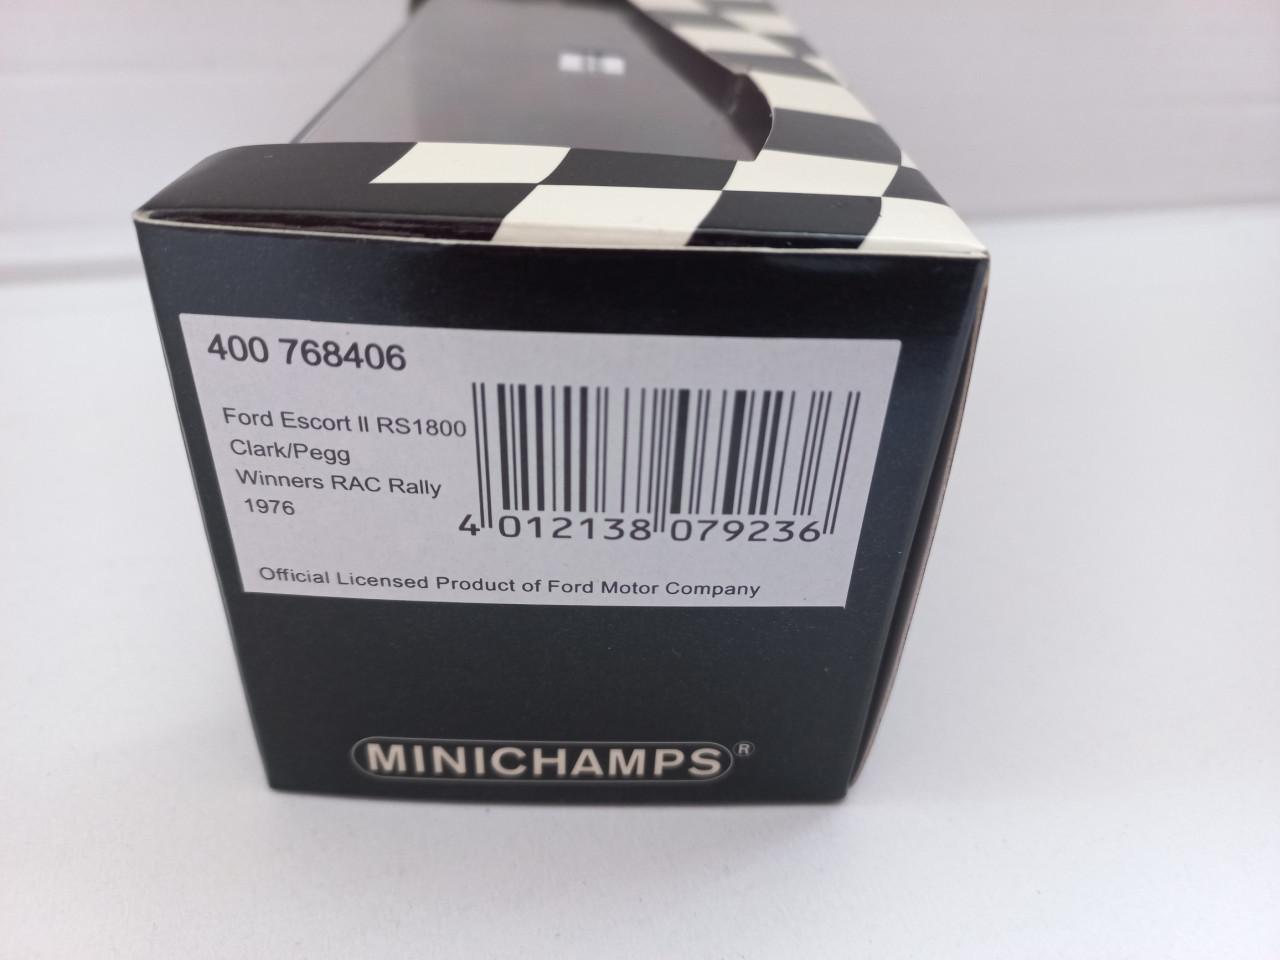 400 768406
Ford Escort II RS1800
Clark/Pegg
Winners RAC Rally
1976
4 012138 079236
Official Licensed Product of Ford Motor Company
MINICHAMPS®